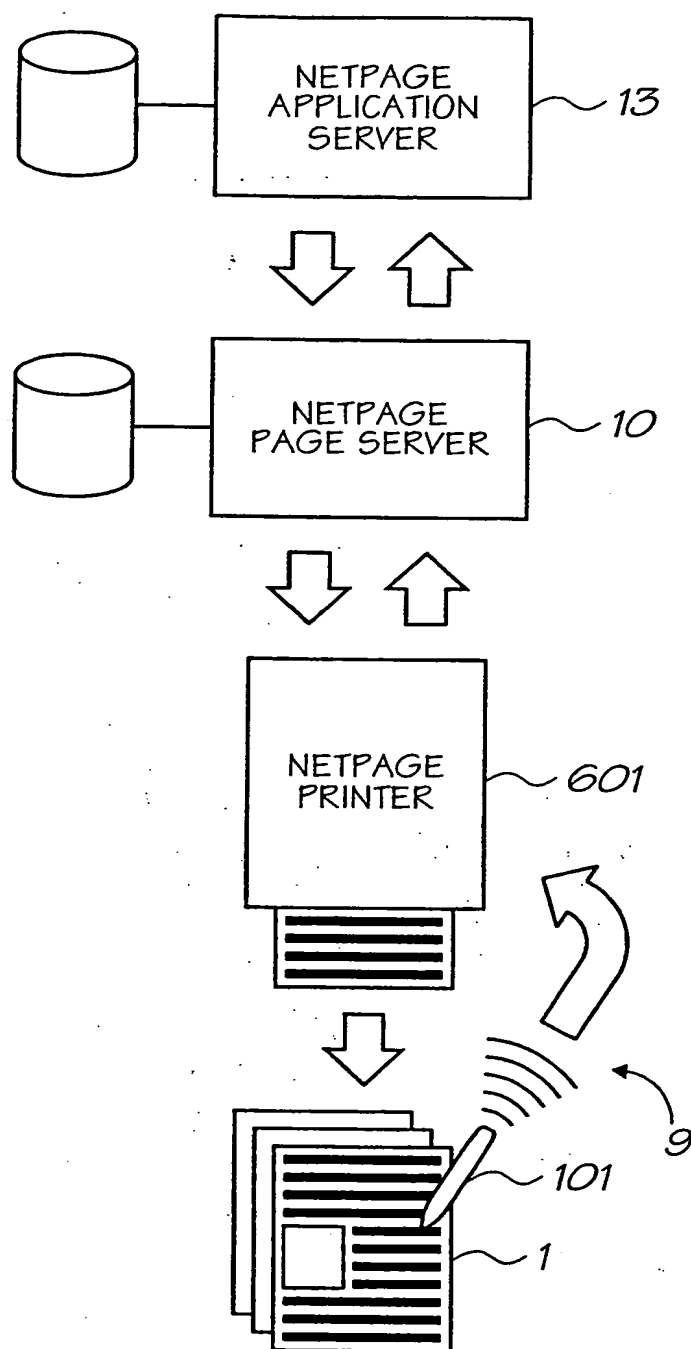 NETPAGE
APPLICATION
SERVER
13
NETPAGE
PAGE SERVER
10
NETPAGE
PRINTER
601
9
101
1